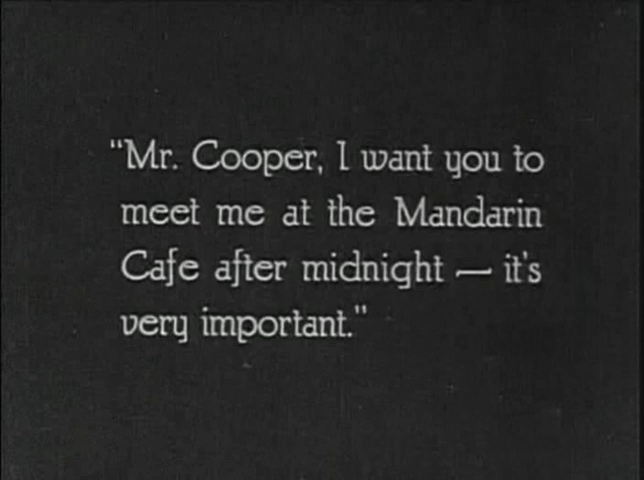 “Mr. Cooper, I want you to
meet me at the Mandarin
Cafe after midnight — it's
very important."